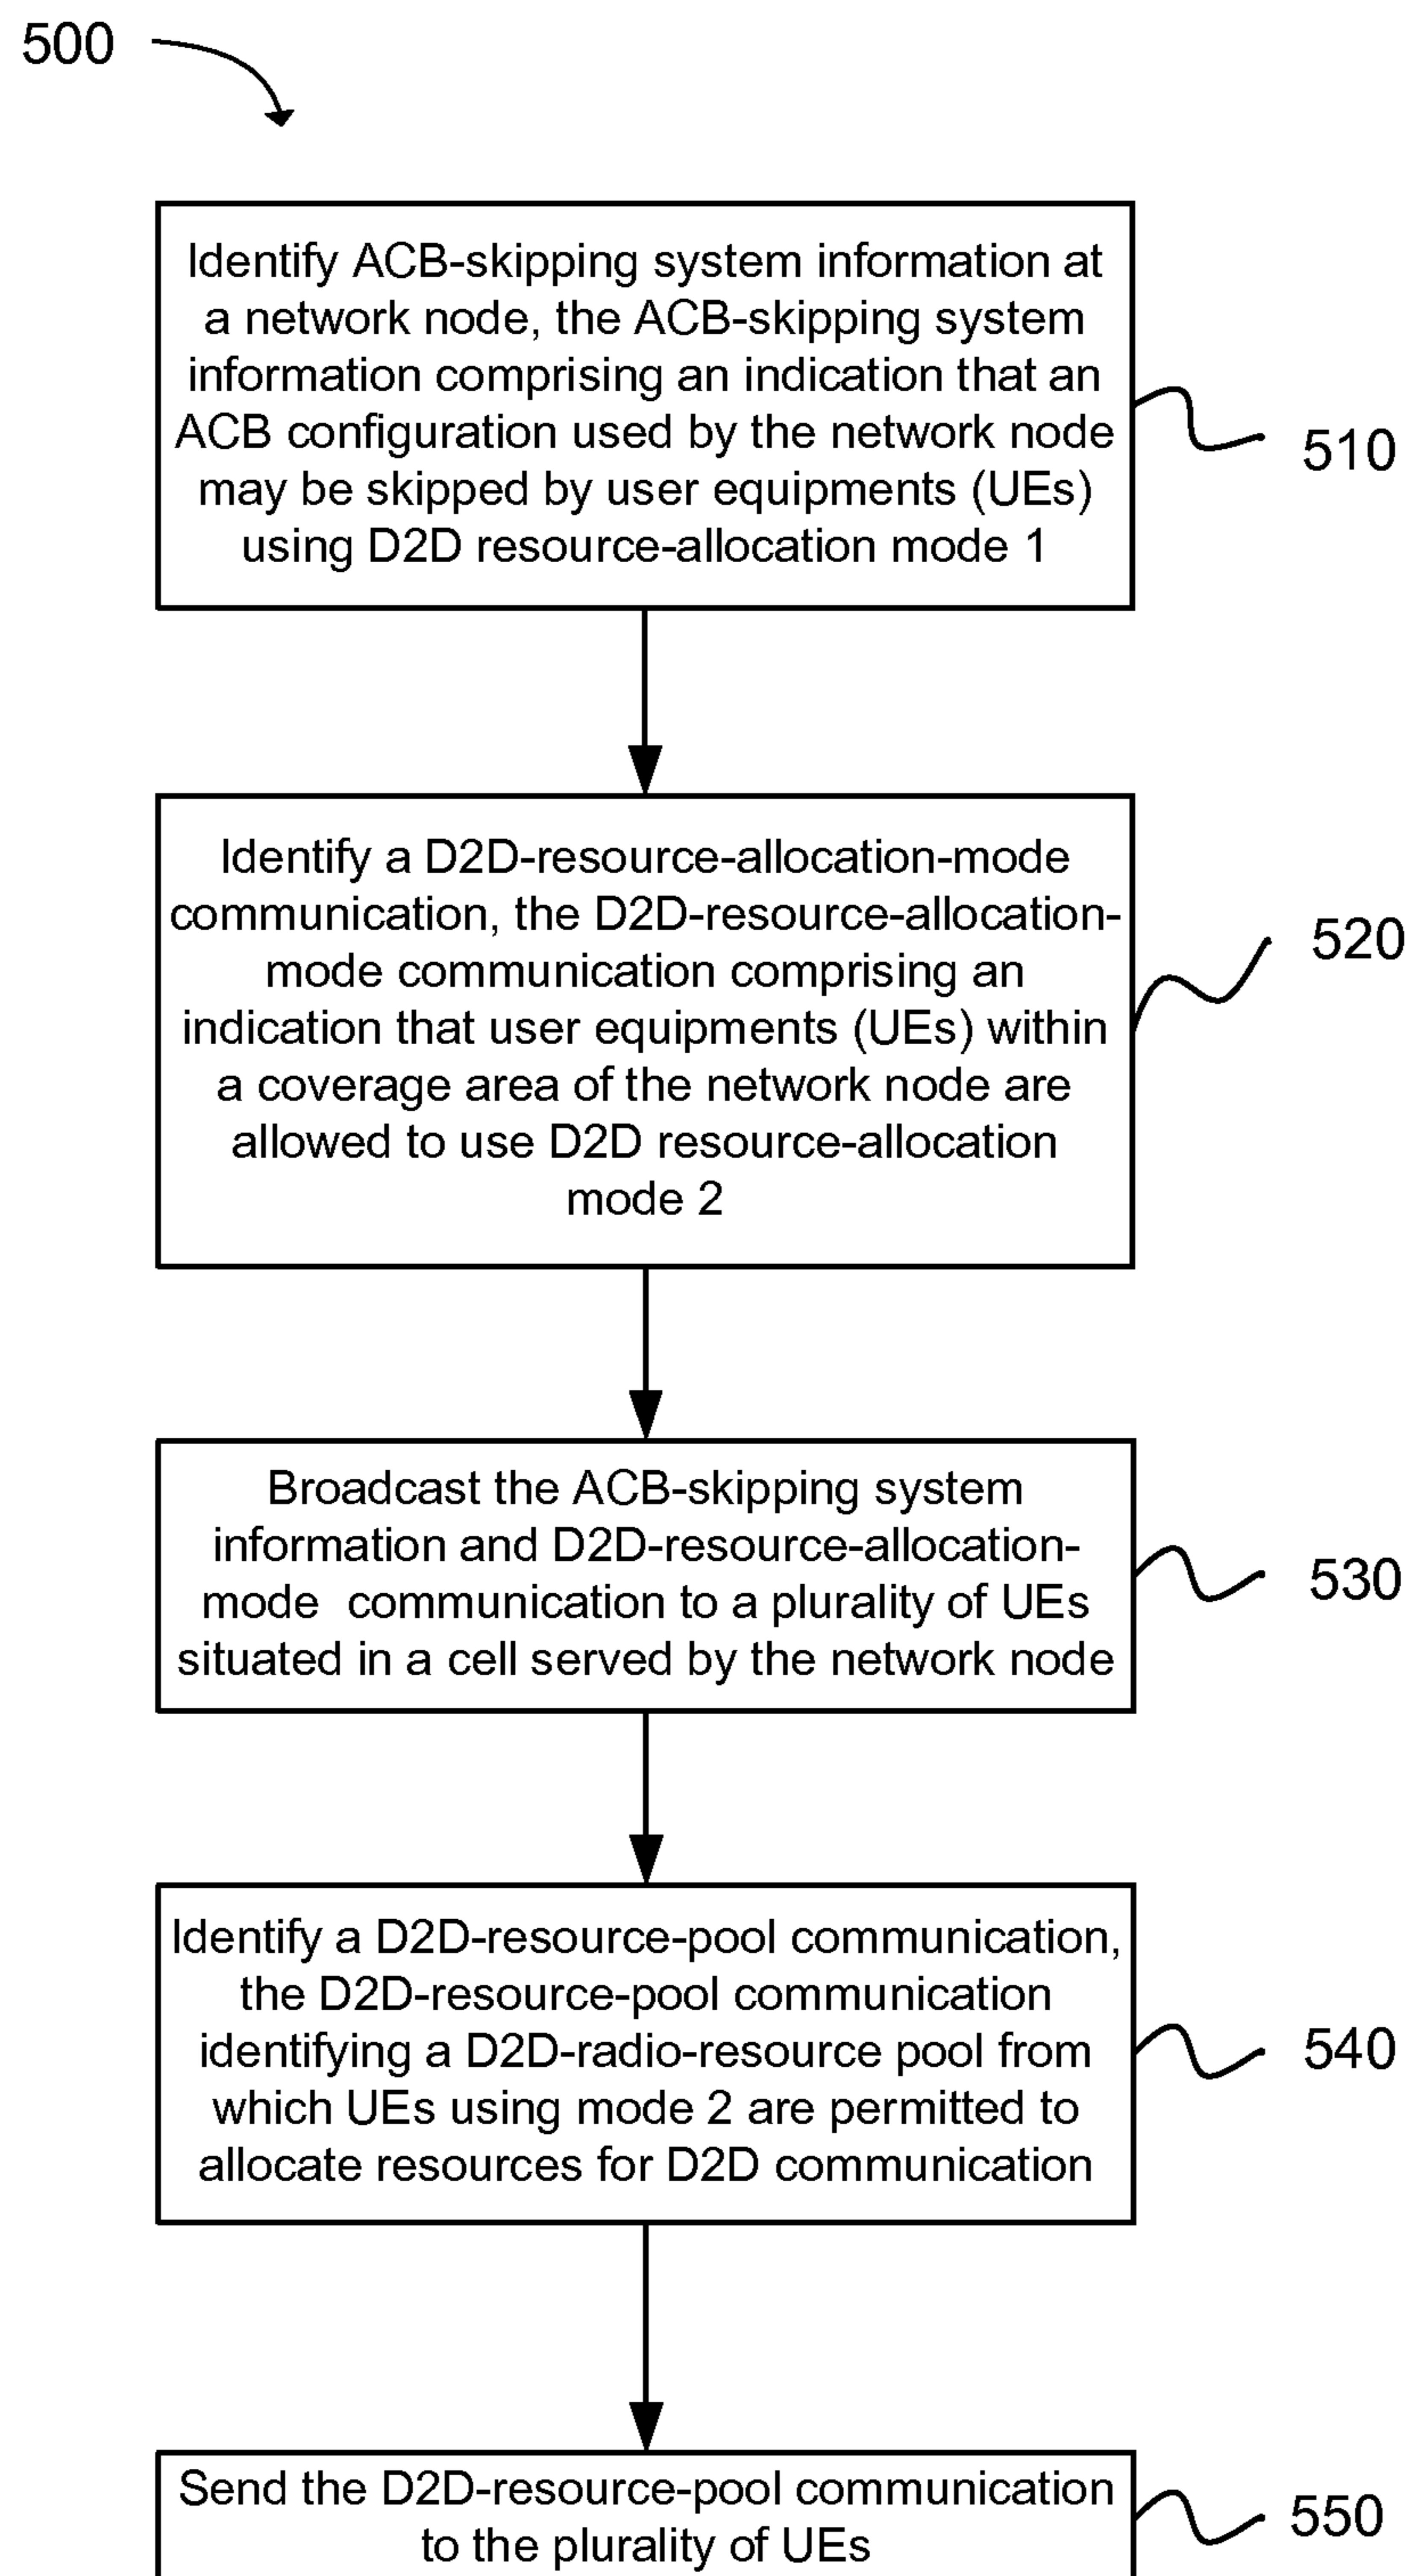 500
Identify ACB-skipping system information at
a network node, the ACB-skipping system
information comprising an indication that an
ACB configuration used by the network node
may be skipped by user equipments (UEs)
using D2D resource-allocation mode 1
510
Identify a D2D-resource-allocation-mode
communication, the D2D-resource-allocation-
mode communication comprising an
indication that user equipments (UEs) within
a coverage area of the network node are
allowed to use D2D resource-allocation
mode 2
520
Broadcast the ACB-skipping system
information and D2D-resource-allocation-
mode communication to a plurality of UEs
situated in a cell served by the network node
530
Identify a D2D-resource-pool communication,
the D2D-resource-pool communication
identifying a D2D-radio-resource pool from
which UEs using mode 2 are permitted to
allocate resources for D2D communication
540
Send the D2D-resource-pool communication
to the plurality of UEs
550